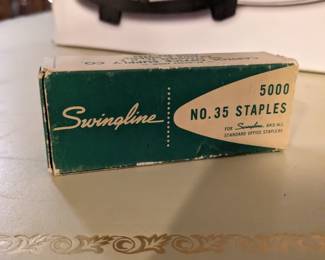 Swingline
5000
NO. 35 STAPLES
FOR Swingline AND ALL
STANDARD OFFICE STAPLERS